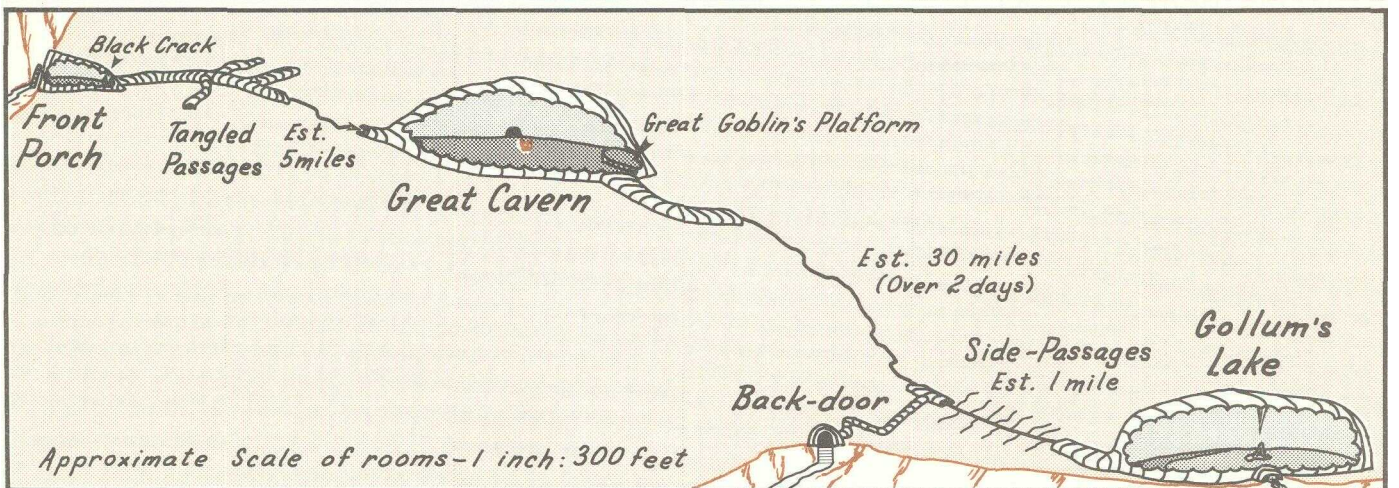 Black Crack
Front
Porch
Tangled
Passages
Est.
5miles
Great Goblin's Platform
Great Cavern
Est. 30 miles
(Over 2 days)
Gollum's
Lake
Side-Passages
Est. 1 mile
Back-door
Approximate Scale of rooms-1 inch: 300 feet